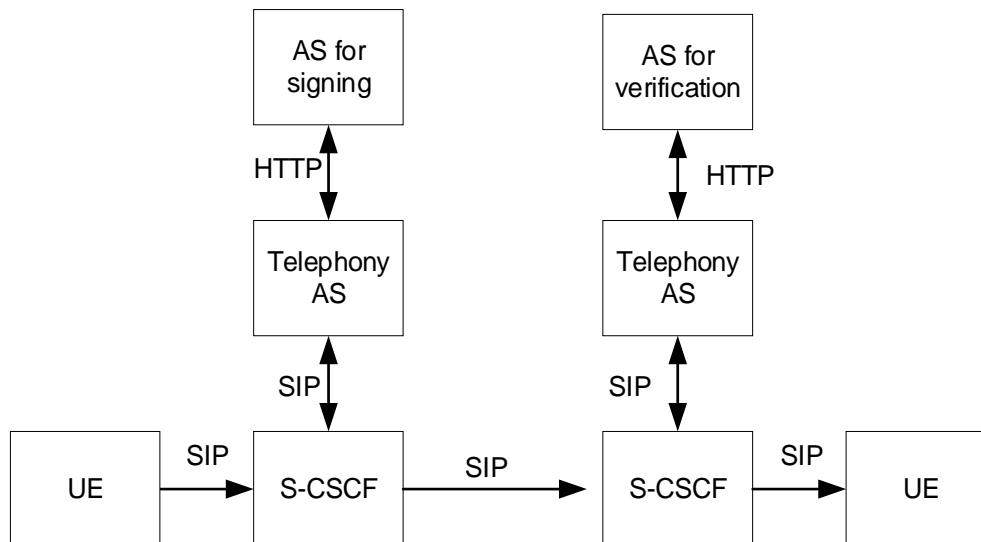 AS for
signing
AS for
verification
HTTP
HTTP
Telephony
AS
Telephony
AS
SIP
SIP
UE
SIP
S-CSCF
SIP
S-CSCF
SIP
UE